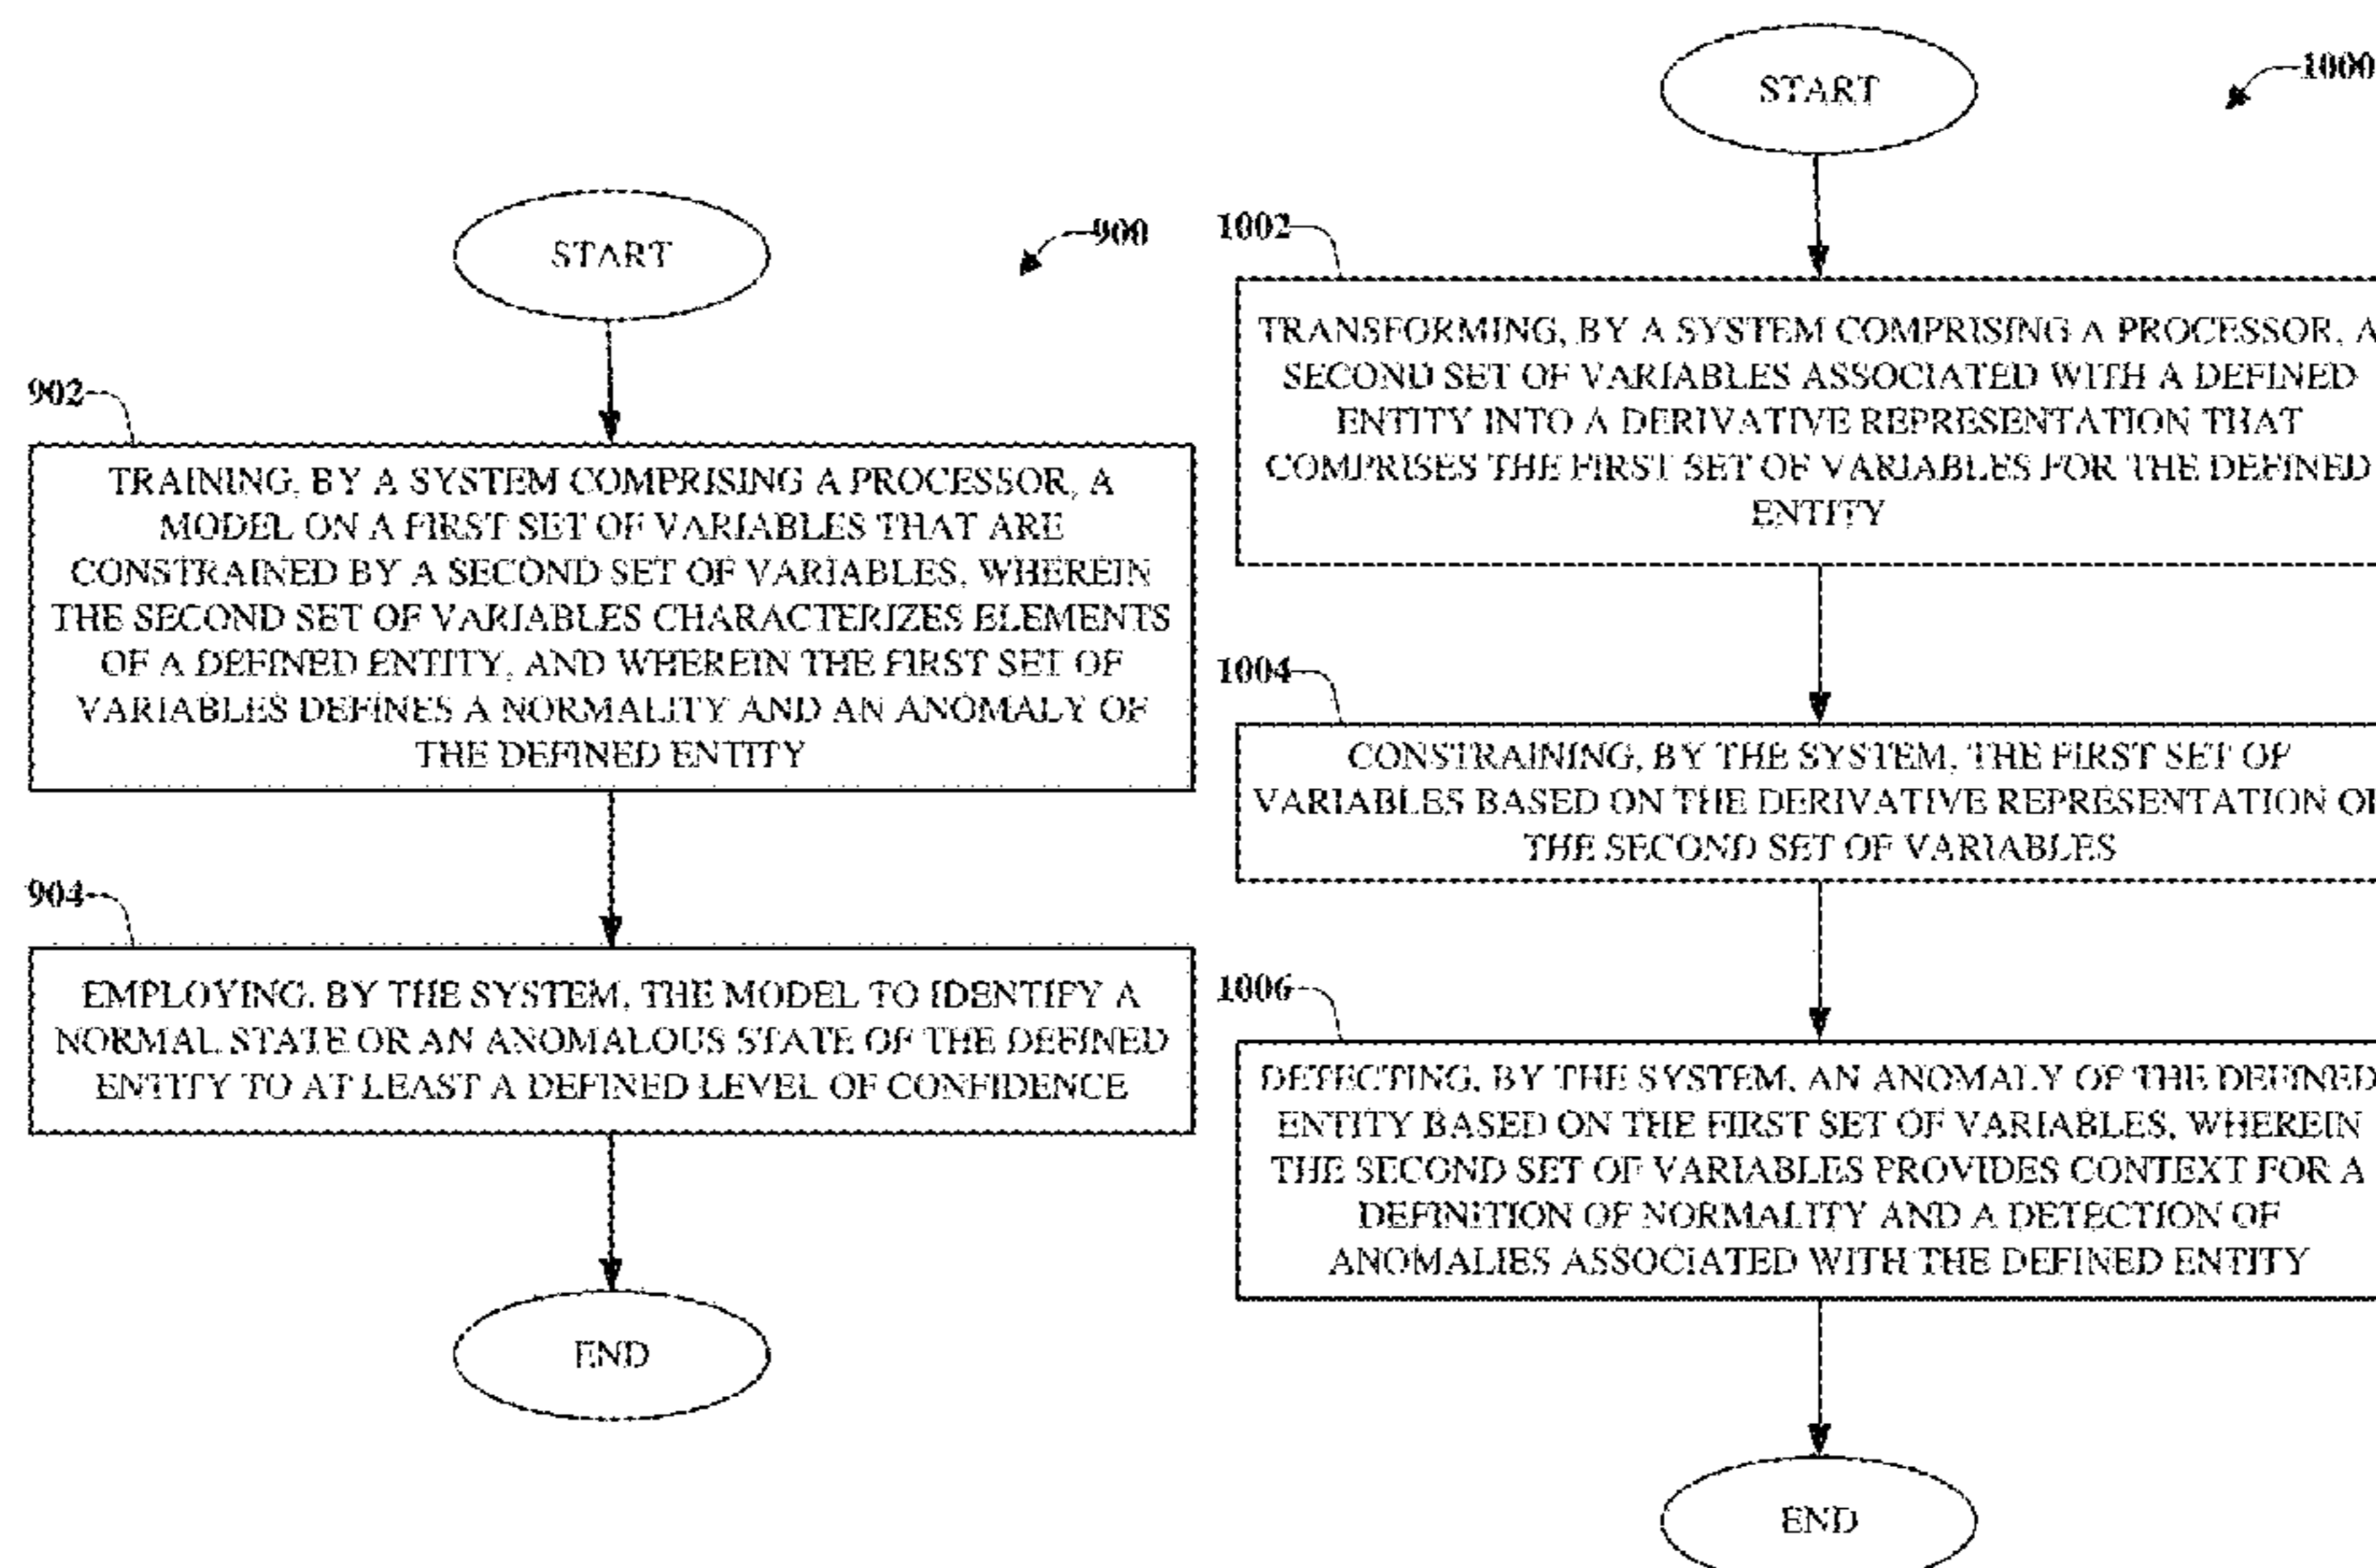 START
900
902
TRAINING, BY A SYSTEM COMPRISING A PROCESSOR, A
MODEL ON A FIRST SET OF VARIABLES THAT ARE
CONSTRAINED BY A SECOND SET OF VARIABLES, WHEREIN
THE SECOND SET OF VARIABLES CHARACTERIZES ELEMENTS
OF A DEFINED ENTITY, AND WHEREIN THE FIRST SET OF
VARIABLES DEFINES A NORMALITY AND AN ANOMALY OF
THE DEFINED ENTITY
904
EMPLOYING, BY THE SYSTEM, THE MODEL TO IDENTIFY A
NORMAL STATE OR AN ANOMALOUS STATE OF THE DEFINED
ENTITY TO AT LEAST A DEFINED LEVEL OF CONFIDENCE
END
START
1000
1002
TRANSFORMING, BY A SYSTEM COMPRISING A PROCESSOR, A
SECOND SET OF VARIABLES ASSOCIATED WITH A DEFINED
ENTITY INTO A DERIVATIVE REPRESENTATION THAT
COMPRISES THE FIRST SET OF VARIABLES FOR THE DEFINED
ENTITY
1004
CONSTRAINING, BY THE SYSTEM, THE FIRST SET OF
VARIABLES BASED ON THE DERIVATIVE REPRESENTATION OF
THE SECOND SET OF VARIABLES
1006
DETECTING, BY THE SYSTEM, AN ANOMALY OF THE DEFINED
ENTITY BASED ON THE FIRST SET OF VARIABLES, WHEREIN
THE SECOND SET OF VARIABLES PROVIDES CONTEXT FOR A
DEFINITION OF NORMALITY AND A DETECTION OF
ANOMALIES ASSOCIATED WITH THE DEFINED ENTITY
END